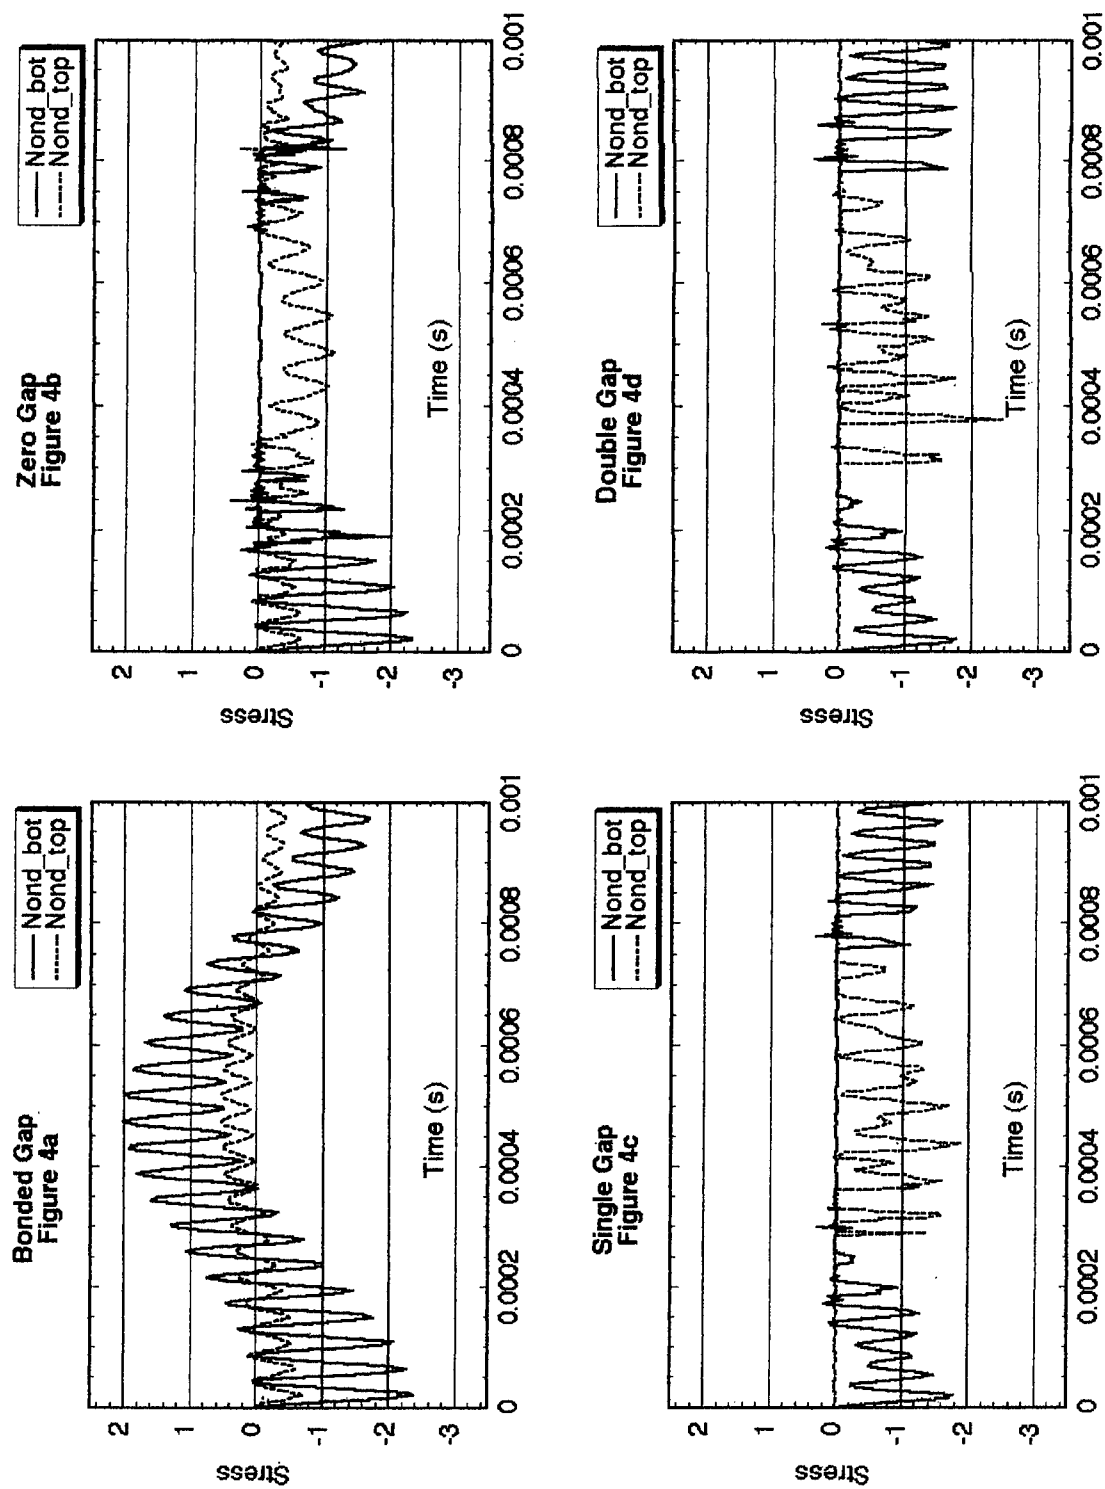 Bonded Gap
Figure 4a
Nond_bot
Nond_top
Stress
2
1
0
-1
-2
-3
Time (s)
0
0.0002
0.0004
0.0006
0.0008
0.001
Zero Gap
Figure 4b
Nond_bot
Nond_top
Stress
2
1
0
-1
-2
-3
Time (s)
0
0.0002
0.0004
0.0006
0.0008
0.001
Single Gap
Figure 4c
Nond_bot
Nond_top
Stress
2
1
0
-1
-2
-3
Time (s)
0
0.0002
0.0004
0.0006
0.0008
0.001
Double Gap
Figure 4d
Nond_bot
Nond_top
Stress
2
1
0
-1
-2
-3
Time (s)
0
0.0002
0.0004
0.0006
0.0008
0.001